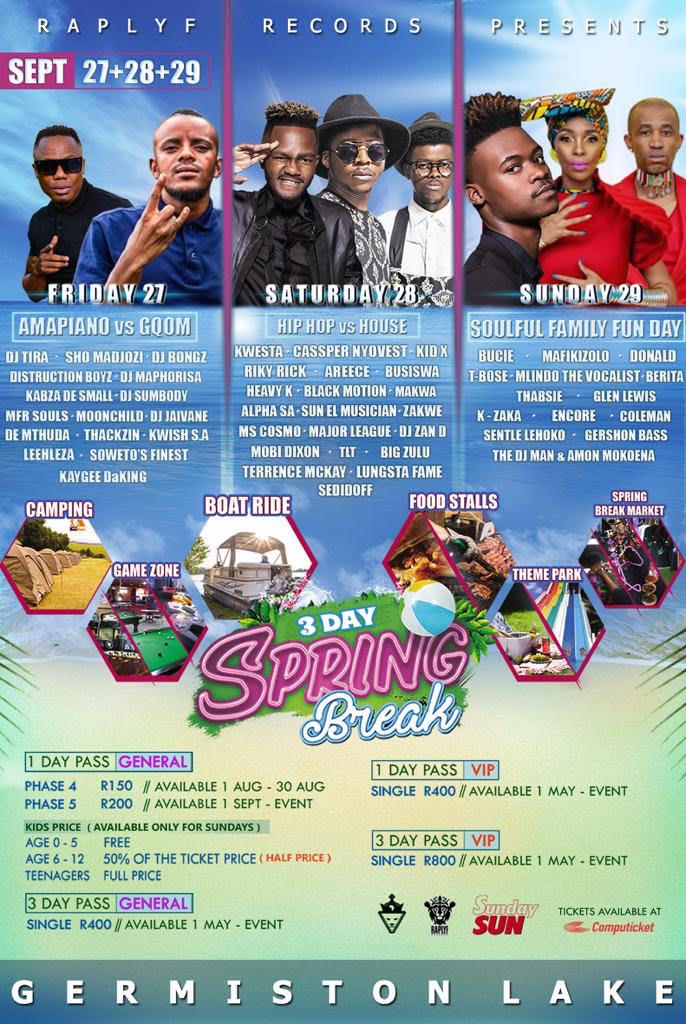 RAPLYF RECORDS PRESENTS
SEPT 27+28+29
FRIDAY 27
AMAPIANO vs GQOM
DJ TIRA · SHO MADJOZI · DJ BONGZ
DISTRUCTION BOYZ · DJ MAPHORISA
KABZA DE SMALL · DJ SUMBODY
MFR SOULS · MOONCHILD · DJ JAIVANE
DE MTHUDA · THACKZIN · KWISH S.A
LEEHLEZA · SOWETO'S FINEST
KAYGEE DaKING
SATURDAY 28
HIP HOP vs HOUSE
KWESTA · CASSPER NYOVEST · KID X
RIKY RICK · AREECE · BUSISWA
HEAVY K · BLACK MOTION · MAKWA
ALPHA SA · SUN EL MUSICIAN · ZAKWE
MS COSMO · MAJOR LEAGUE · DJ ZAN D
MOBI DIXON · TLT · BIG ZULU
TERRENCE MCKAY · LUNGSTA FAME
SEDIDOFF
SUNDAY 29
SOULFUL FAMILY FUN DAY
BUCIE · MAFIKIZOLO · DONALD
T-BOSE · MLINDO THE VOCALIST · BERITA
THABSIE · GLEN LEWIS
K - ZAKA · ENCORE · COLEMAN
SENTLE LEHOKO · GERSHON BASS
THE DJ MAN & AMON MOKOENA
CAMPING
GAME ZONE
BOAT RIDE
FOOD STALLS
THEME PARK
SPRING
BREAK MARKET
3 DAY
SPRING
Break
1 DAY PASS GENERAL
PHASE 4 R150 // AVAILABLE 1 AUG - 30 AUG
PHASE 5 R200 // AVAILABLE 1 SEPT - EVENT
KIDS PRICE ( AVAILABLE ONLY FOR SUNDAYS )
AGE 0 - 5 FREE
AGE 6 - 12 50% OF THE TICKET PRICE ( HALF PRICE )
TEENAGERS FULL PRICE
3 DAY PASS GENERAL
SINGLE R400 // AVAILABLE 1 MAY - EVENT
1 DAY PASS VIP
SINGLE R400 // AVAILABLE 1 MAY - EVENT
3 DAY PASS VIP
SINGLE R800 // AVAILABLE 1 MAY - EVENT
RAPLYF
Sunday
SUN
TICKETS AVAILABLE AT
Computicket
GERMISTON LAKE